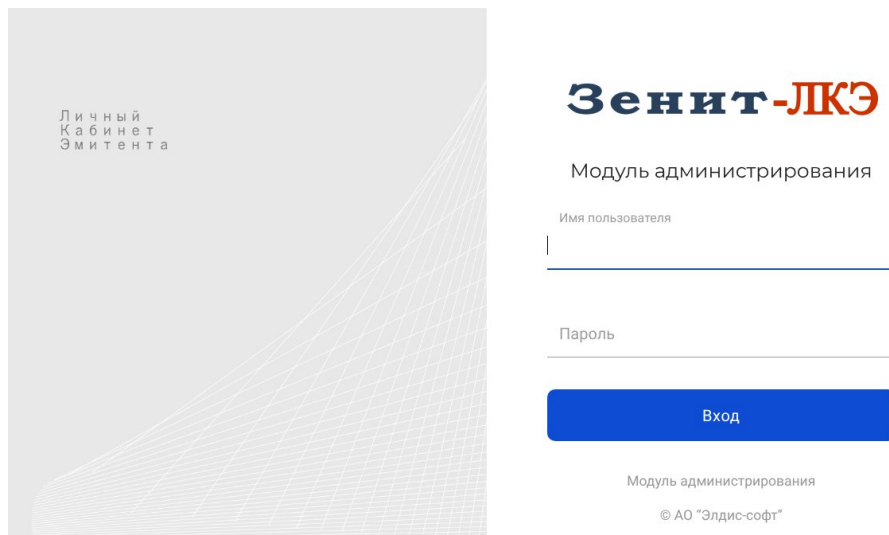 Личный
Кабинет
Эмитента
Зенит-ЛКЭ
Модуль администрирования
Имя пользователя
Пароль
Вход
Модуль администрирования
© АО "Элдис-софт"